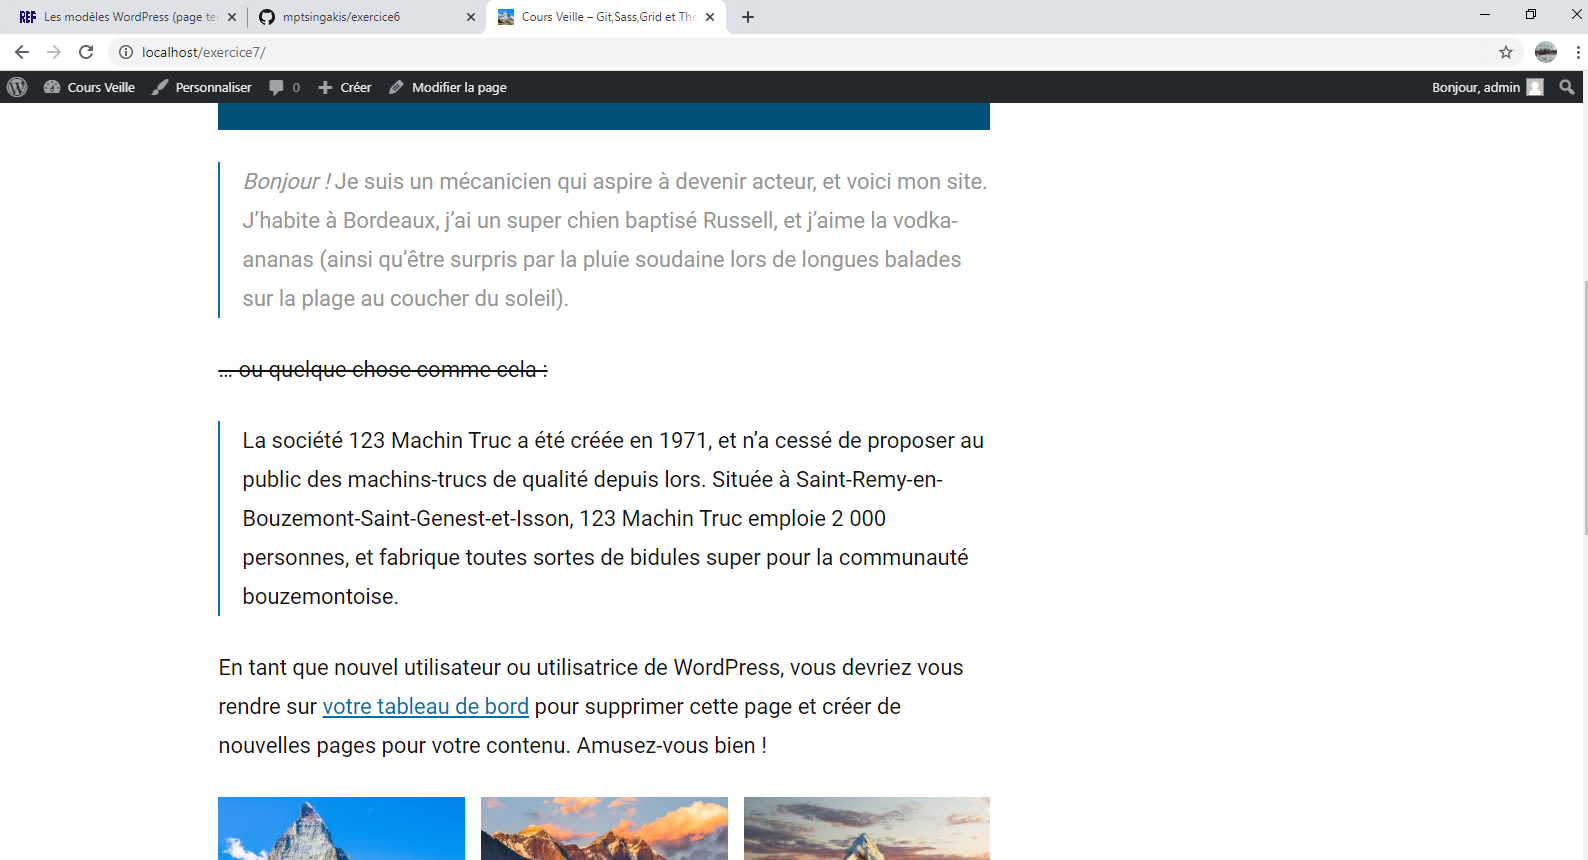 REF Les modèles WordPress (page te
mptsingakis/exercice6
Cours Veille – Git,Sass,Grid et Th
localhost/exercice7/
Cours Veille
Personnaliser
0
Créer
Modifier la page
Bonjour, admin
Bonjour ! Je suis un mécanicien qui aspire à devenir acteur, et voici mon site.
J’habite à Bordeaux, j’ai un super chien baptisé Russell, et j’aime la vodka-
ananas (ainsi qu’être surpris par la pluie soudaine lors de longues balades
sur la plage au coucher du soleil).
… ou quelque chose comme cela :
La société 123 Machin Truc a été créée en 1971, et n’a cessé de proposer au
public des machins-trucs de qualité depuis lors. Située à Saint-Remy-en-
Bouzemont-Saint-Genest-et-Isson, 123 Machin Truc emploie 2 000
personnes, et fabrique toutes sortes de bidules super pour la communauté
bouzemontoise.
En tant que nouvel utilisateur ou utilisatrice de WordPress, vous devriez vous
rendre sur votre tableau de bord pour supprimer cette page et créer de
nouvelles pages pour votre contenu. Amusez-vous bien !